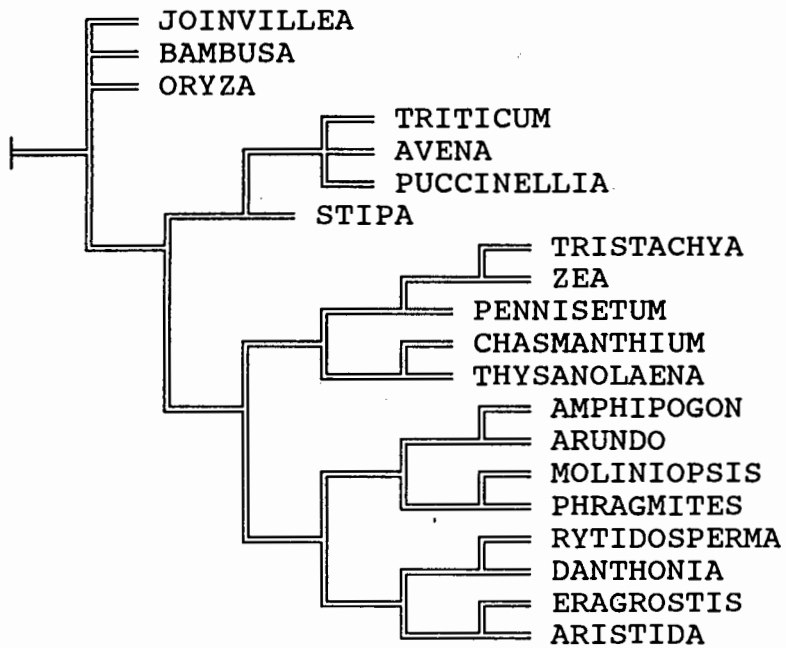 JOINVILLEA
BAMBUSA
ORYZA
TRITICUM
AVENA
PUCCINELLIA
STIPA
TRISTACHYA
ZEA
PENNISETUM
CHASMANTHIUM
THYSANOLAENA
AMPHIPOGON
ARUNDO
MOLINIOPSIS
PHRAGMITES
RYTIDOSPERMA
DANTHONIA
ERAGROSTIS
ARISTIDA